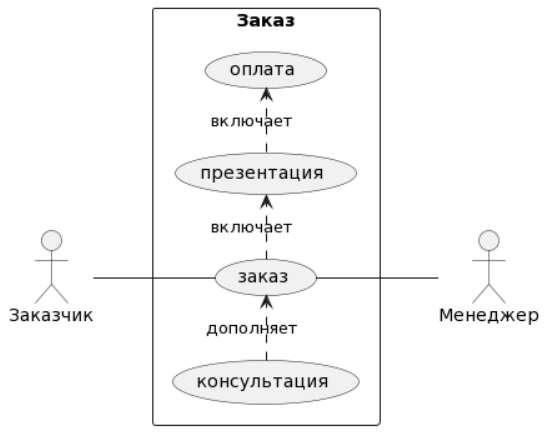 Заказ
оплата
включает
презентация
включает
заказ
Заказчик
Менеджер
дополняет
консультация